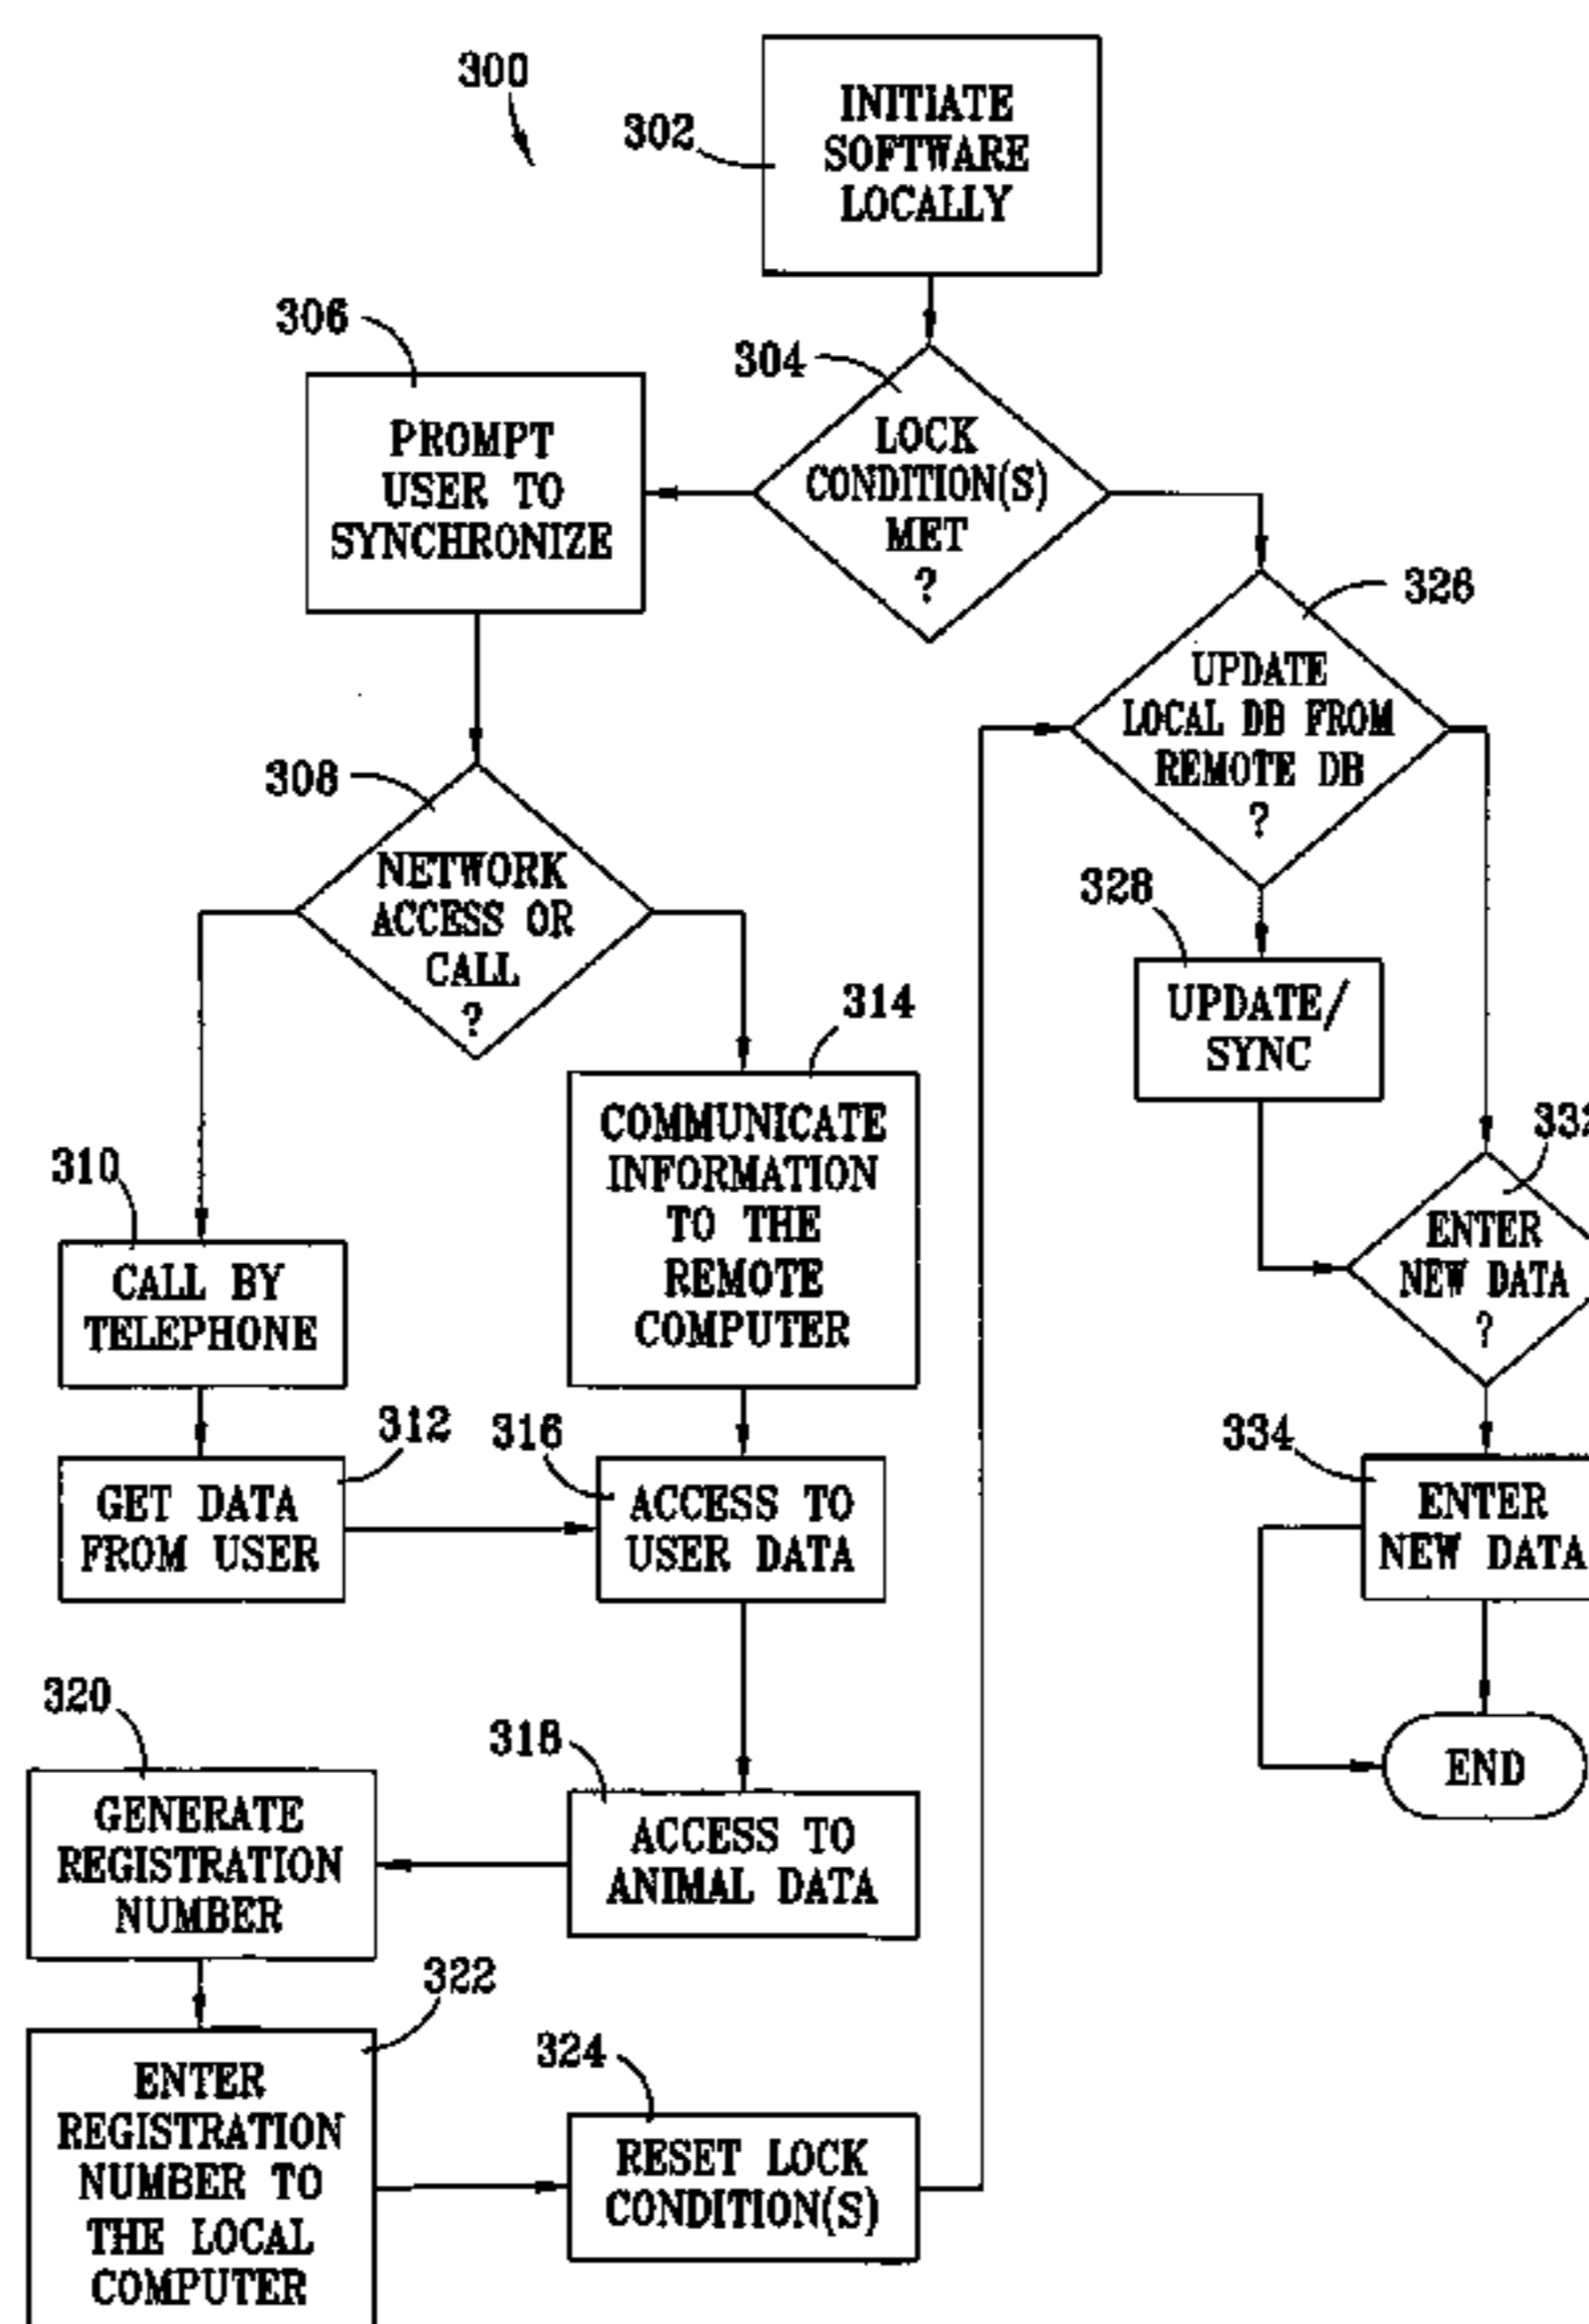 300
302
INITIATE
SOFTWARE
LOCALLY
306
PROMPT
USER TO
SYNCHRONIZE
304
LOCK
CONDITION(S)
MET
?
326
UPDATE
LOCAL DB FROM
REMOTE DB
?
308
NETWORK
ACCESS OR
CALL
?
328
UPDATE/
SYNC
314
COMMUNICATE
INFORMATION
TO THE
REMOTE
COMPUTER
310
CALL BY
TELEPHONE
332
ENTER
NEW DATA
?
312
GET DATA
FROM USER
316
ACCESS TO
USER DATA
334
ENTER
NEW DATA
320
GENERATE
REGISTRATION
NUMBER
318
ACCESS TO
ANIMAL DATA
END
322
ENTER
REGISTRATION
NUMBER TO
THE LOCAL
COMPUTER
324
RESET LOCK
CONDITION(S)